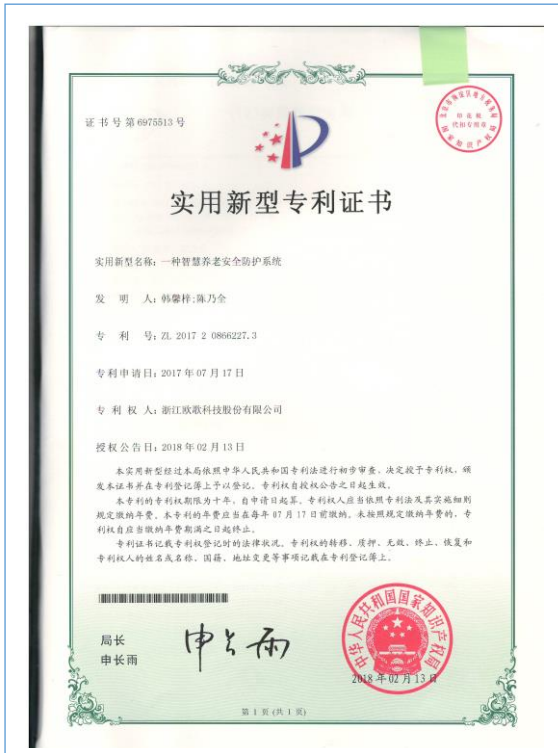 证书号第6975513号
实用新型专利证书
实用新型名称：一种智慧养老安全防护系统
发 明 人：韩馨梓;陈乃全
专 利 号：ZL 2017 2 0866227.3
专利申请日：2017年07月17日
专 利 权 人：浙江欧歌科技股份有限公司
授权公告日：2018年02月13日
本实用新型经过本局依照中华人民共和国专利法进行初步审查，决定授予专利权，颁
发本证书并在专利登记簿上予以登记。专利权自授权公告之日起生效。
本专利的专利权期限为十年，自申请日起算。专利权人应当依照专利法及其实施细则
规定缴纳年费。本专利的年费应当在每年07月17日前缴纳。未按照规定缴纳年费的，专
利权自应当缴纳年费期满之日起终止。
专利证书记载专利权登记时的法律状况。专利权的转移、质押、无效、终止、恢复和
专利权人的姓名或名称、国籍、地址变更等事项记载在专利登记簿上。
局长
申长雨
申长雨
中华人民共和国国家知识产权局
2018年02月13日
第 1 页 (共 1 页)